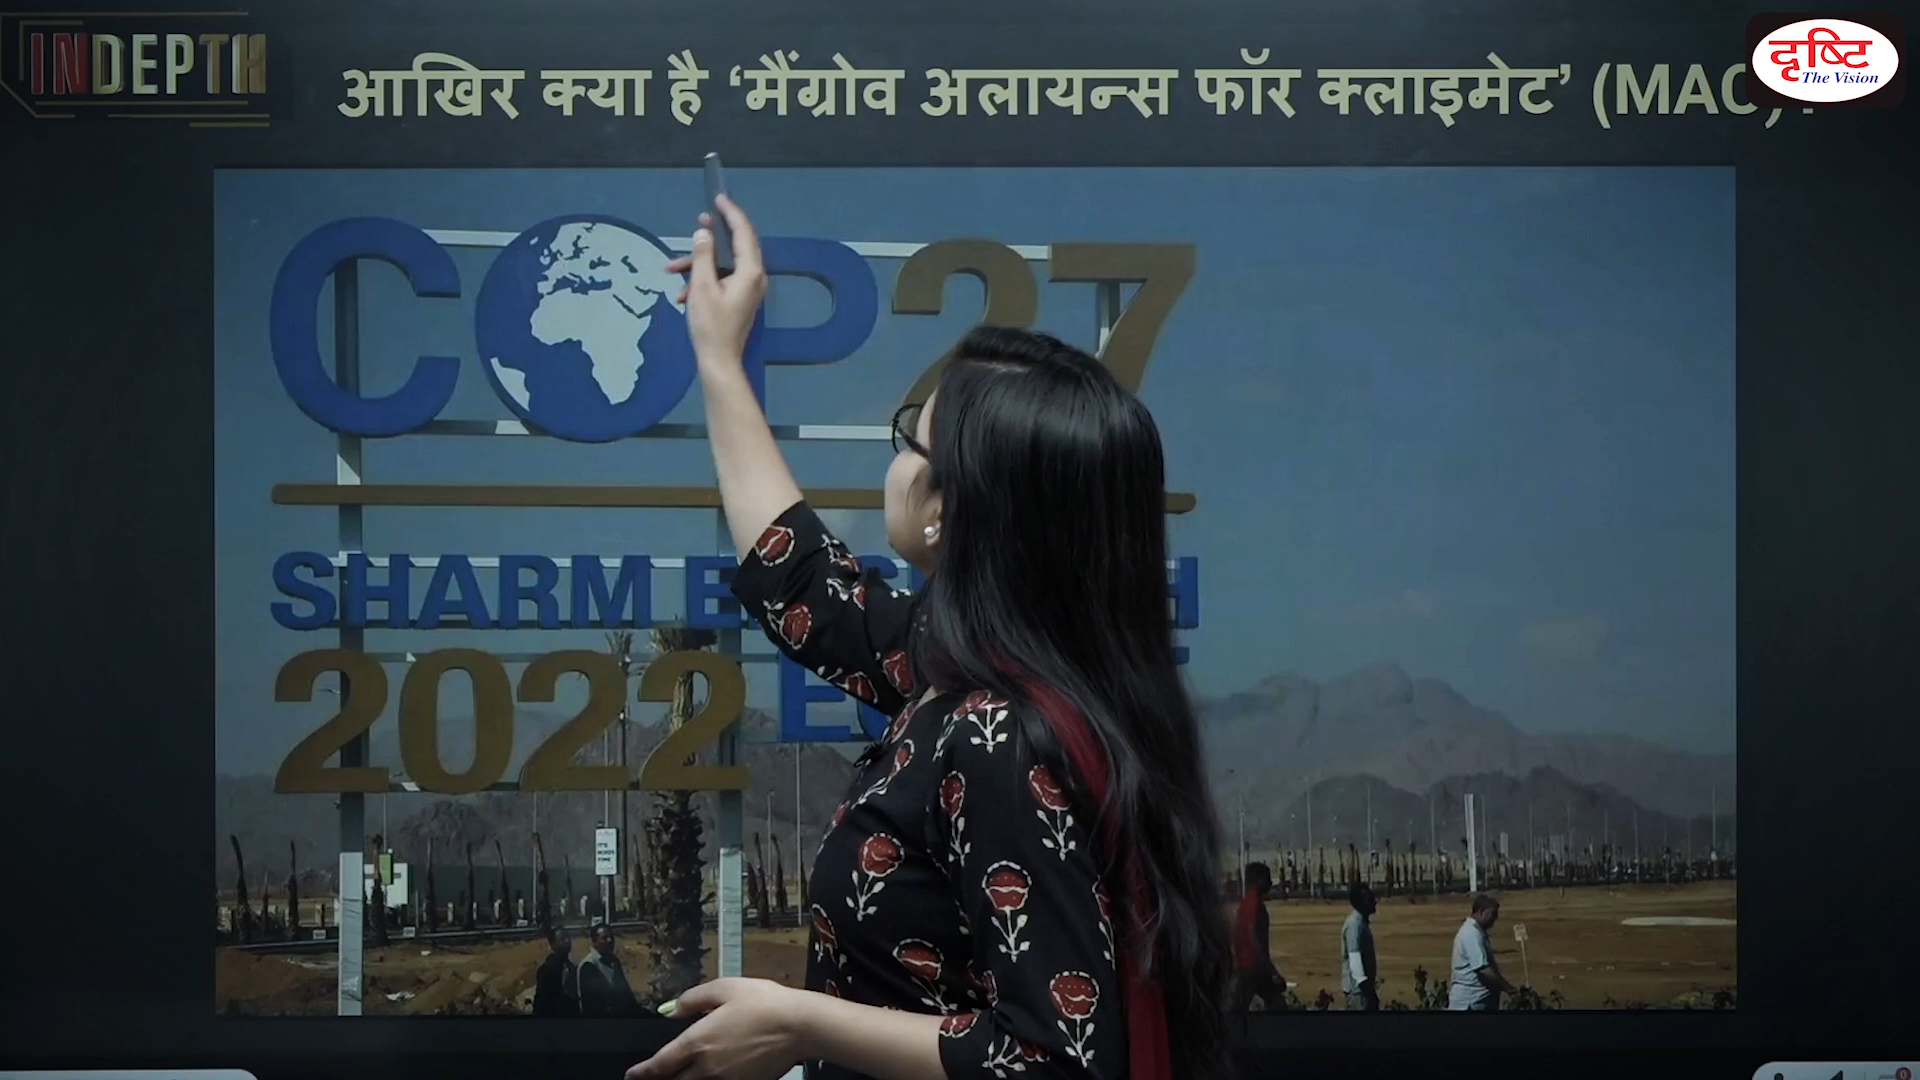 INDEPTH
आखिर क्या है ‘मैंग्रोव अलायन्स फॉर क्लाइमेट’ (MAC)
दृष्टि
The Vision
COP27
SHARM
2022